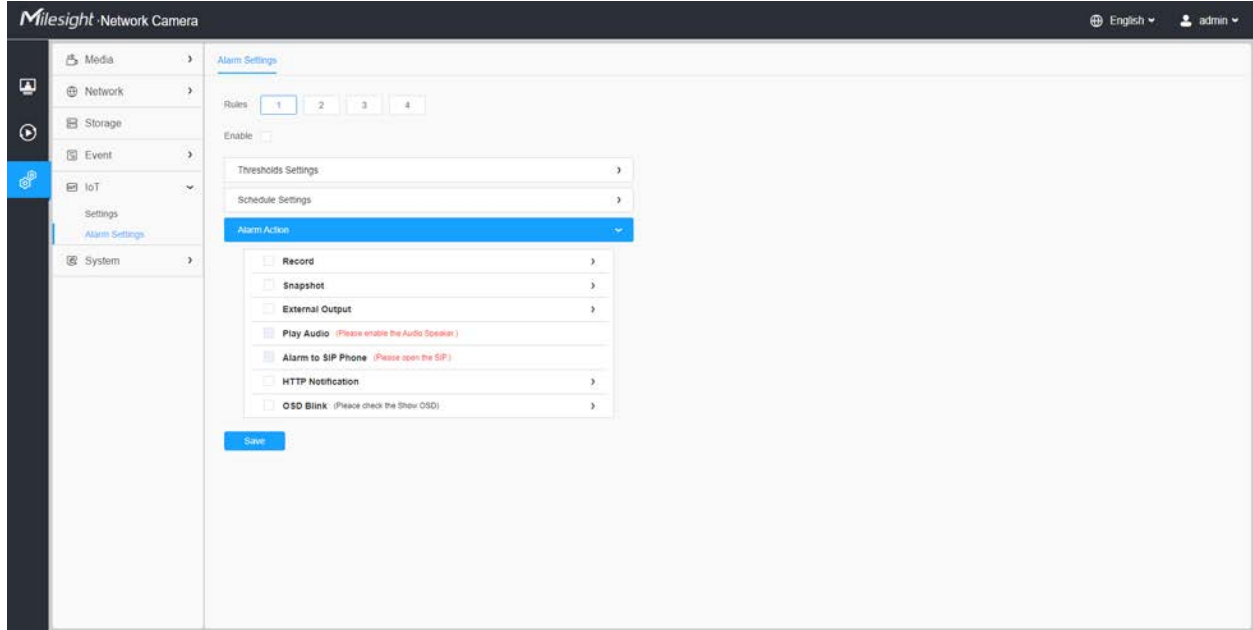 Milesight·Network Camera
English
admin
Media
Network
Storage
Event
IoT
Settings
Alarm Settings
System
Alarm Settings
Rules 1 2 3 4
Enable
Thresholds Settings
Schedule Settings
Alarm Action
Record
Snapshot
External Output
Play Audio (Please enable the Audio Speaker.)
Alarm to SIP Phone (Please open the SIP.)
HTTP Notification
OSD Blink (Please check the Show OSD)
Save